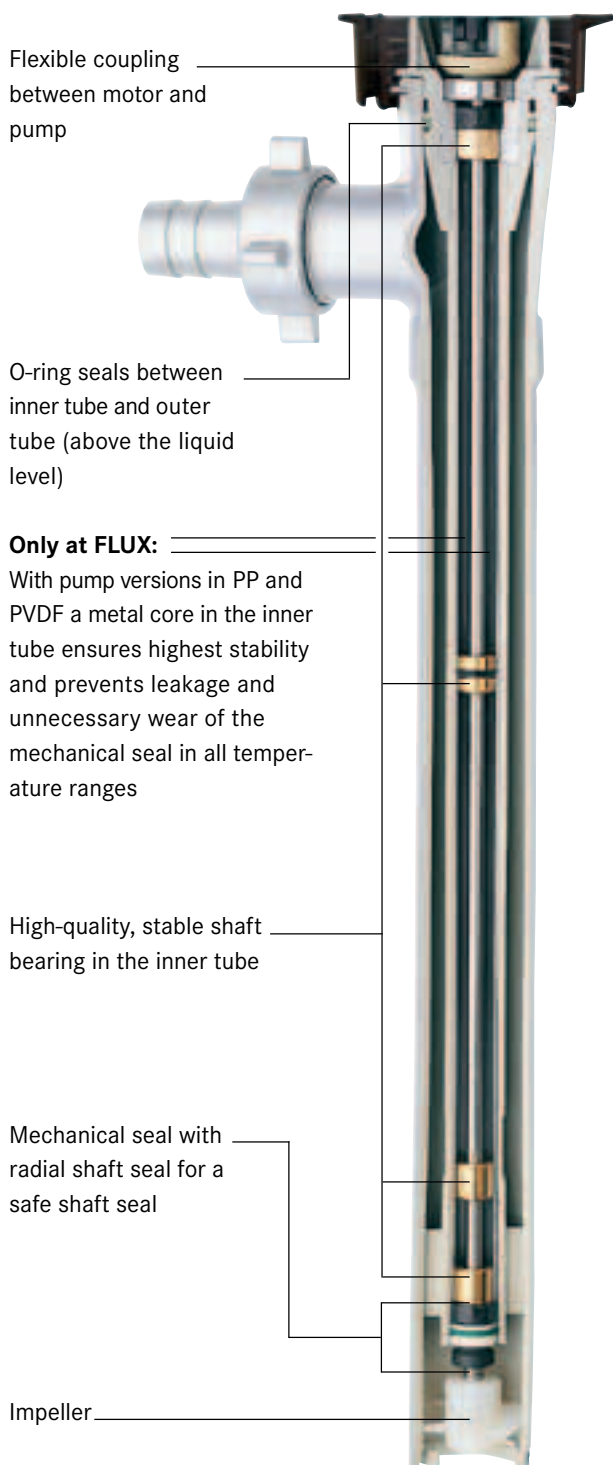 Flexible coupling
between motor and
pump
O-ring seals between
inner tube and outer
tube (above the liquid
level)
Only at FLUX:
With pump versions in PP and
PVDF a metal core in the inner
tube ensures highest stability
and prevents leakage and
unnecessary wear of the
mechanical seal in all temper-
ature ranges
High-quality, stable shaft
bearing in the inner tube
Mechanical seal with
radial shaft seal for a
safe shaft seal
Impeller